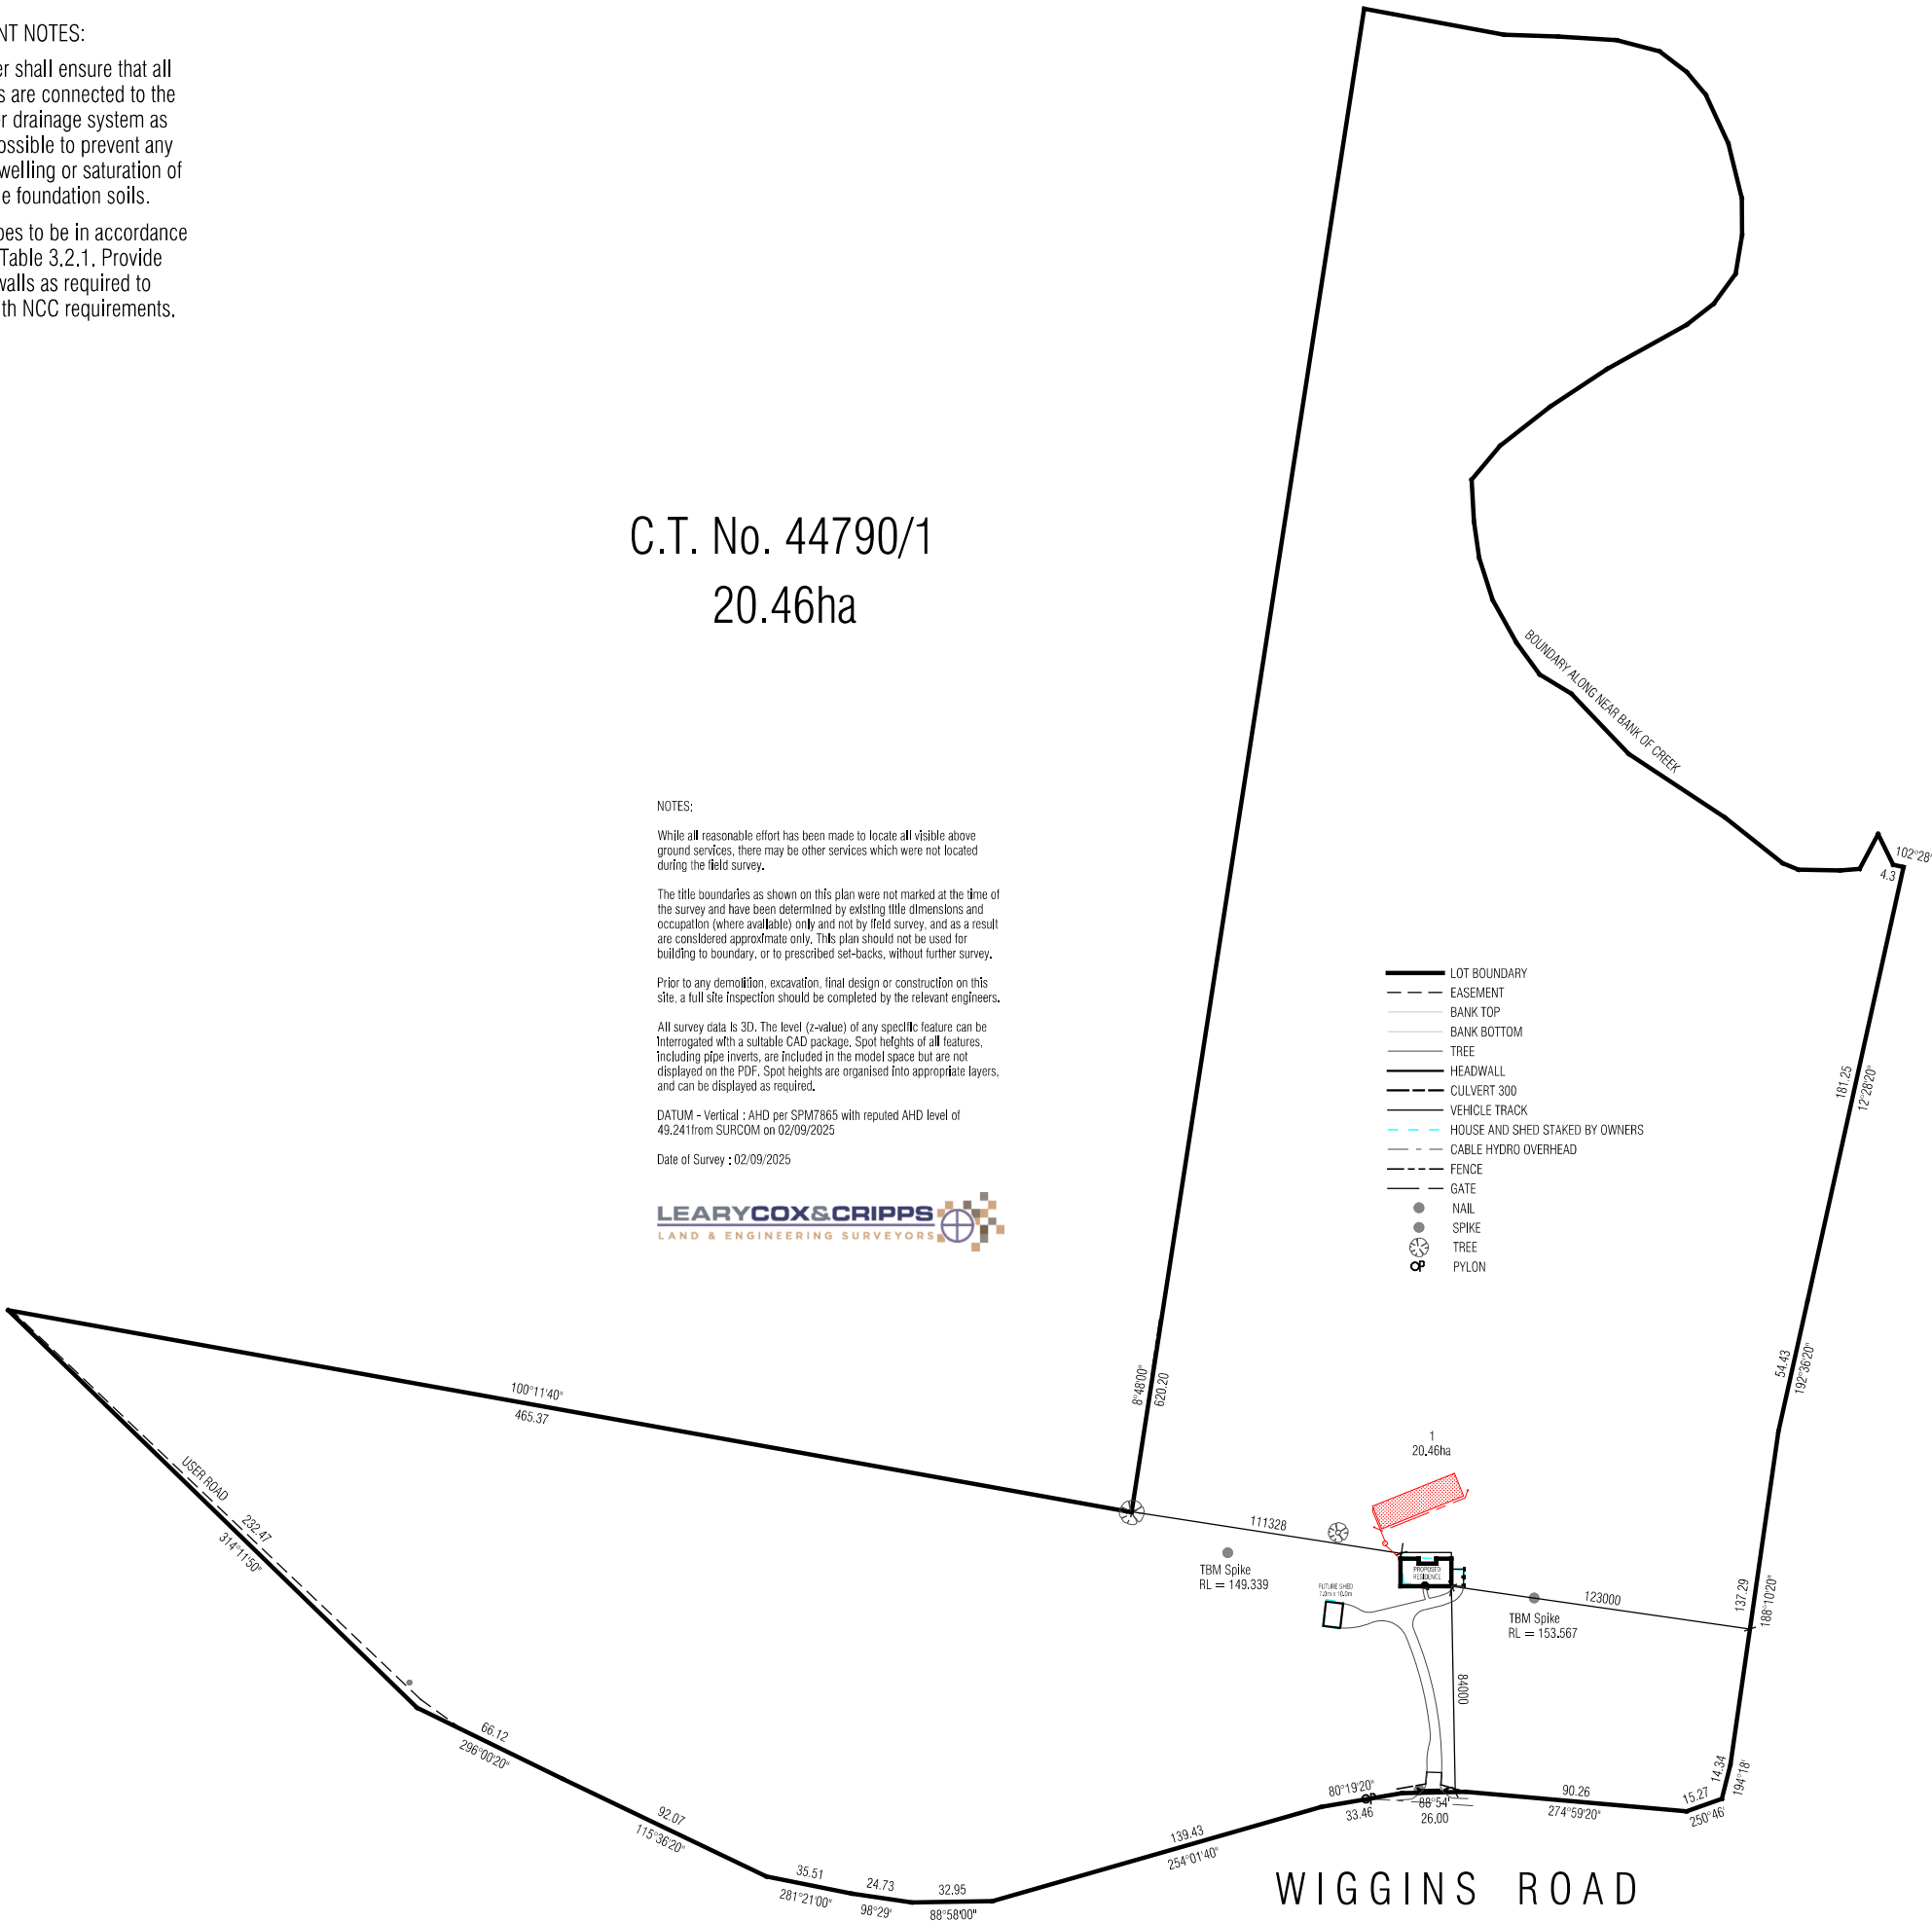 NT NOTES:
er shall ensure that all
s are connected to the
r drainage system as
ossible to prevent any
welling or saturation of
e foundation soils.
pes to be in accordance
Table 3.2.1. Provide
walls as required to
th NCC requirements.
C.T. No. 44790/1
20.46ha
BOUNDARY ALONG NEAR BANK OF CREEK
102°28'
4.3
NOTES:
While all reasonable effort has been made to locate all visible above
ground services, there may be other services which were not located
during the field survey.
The title boundaries as shown on this plan were not marked at the time of
the survey and have been determined by existing title dimensions and
occupation (where available) only and not by field survey, and as a result
are considered approximate only. This plan should not be used for
building to boundary, or to prescribed set-backs, without further survey.
Prior to any demolition, excavation, final design or construction on this
site, a full site inspection should be completed by the relevant engineers.
All survey data is 3D. The level (z-value) of any specific feature can be
interrogated with a suitable CAD package. Spot heights of all features,
including pipe inverts, are included in the model space but are not
displayed on the PDF. Spot heights are organised into appropriate layers,
and can be displayed as required.
DATUM - Vertical : AHD per SPM7865 with reputed AHD level of
49.241from SURCOM on 02/09/2025
Date of Survey : 02/09/2025
LEARYCOX&CRIPPS
LAND & ENGINEERING SURVEYORS
LOT BOUNDARY
EASEMENT
BANK TOP
BANK BOTTOM
TREE
HEADWALL
CULVERT 300
VEHICLE TRACK
HOUSE AND SHED STAKED BY OWNERS
CABLE HYDRO OVERHEAD
FENCE
GATE
NAIL
SPIKE
TREE
PYLON
181.25
12°28'20"
54.43
192°36'20"
8°48'00"
620.20
100°11'40"
465.37
1
20.46ha
USER ROAD
232.47
314°11'50"
111328
TBM Spike
RL = 149.339
PROPOSED
RESIDENCE
FUTURE SHED
7.0m x 10.0m
123000
TBM Spike
RL = 153.567
137.29
188°10'20"
84000
66.12
296°00'20"
92.07
115°36'20"
35.51
281°21'00"
24.73
98°29'
32.95
88°58'00"
139.43
254°01'40"
80°19'20"
33.46
88°54'
26.00
90.26
274°59'20"
15.27
250°46'
14.34
194°18'
WIGGINS ROAD